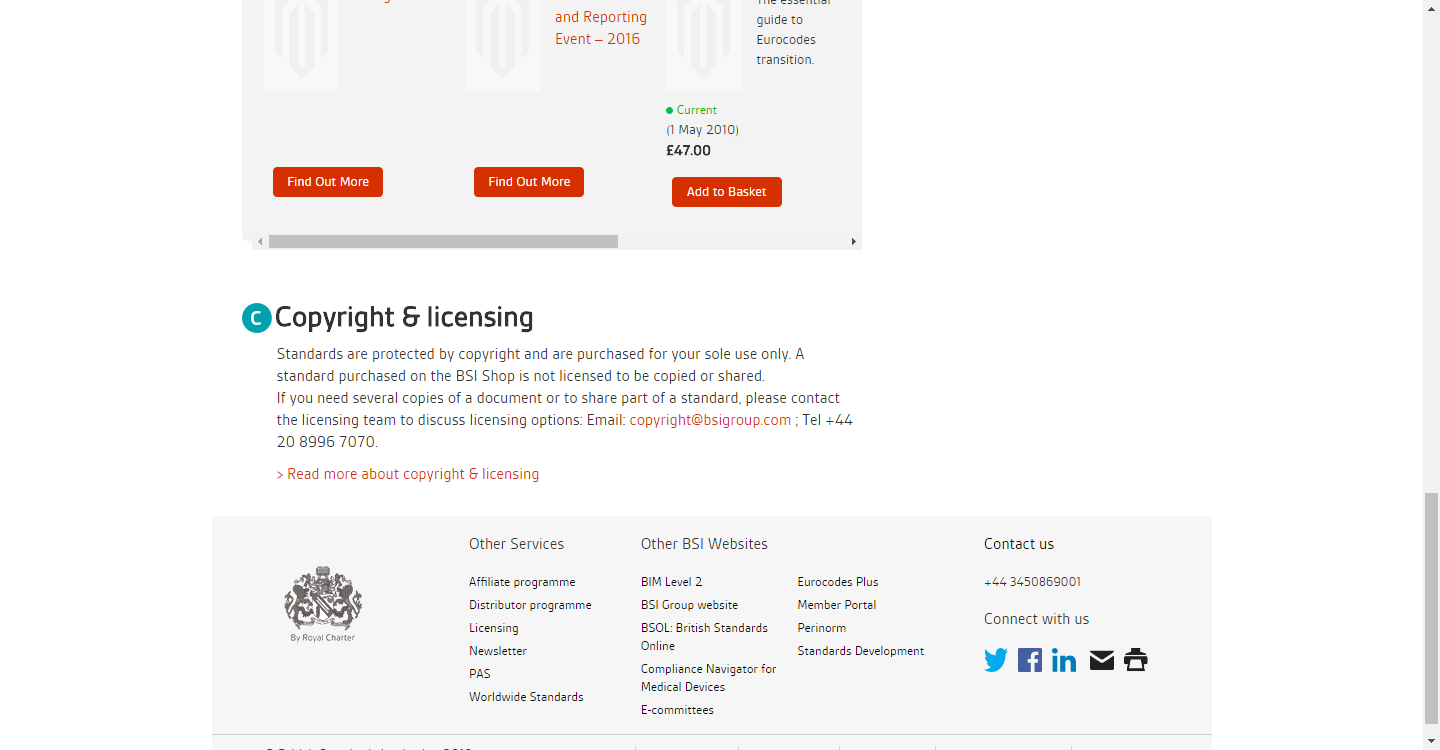 and Reporting
Event – 2016
The essential
guide to
Eurocodes
transition.
Current
(1 May 2010)
£47.00
Find Out More
Find Out More
Add to Basket
C Copyright & licensing
Standards are protected by copyright and are purchased for your sole use only. A
standard purchased on the BSI Shop is not licensed to be copied or shared.
If you need several copies of a document or to share part of a standard, please contact
the licensing team to discuss licensing options: Email: copyright@bsigroup.com ; Tel +44
20 8996 7070.
> Read more about copyright & licensing
By Royal Charter
Other Services
Affiliate programme
Distributor programme
Licensing
Newsletter
PAS
Worldwide Standards
Other BSI Websites
BIM Level 2
BSI Group website
BSOL: British Standards
Online
Compliance Navigator for
Medical Devices
E-committees
Eurocodes Plus
Member Portal
Perinorm
Standards Development
Contact us
+44 3450869001
Connect with us